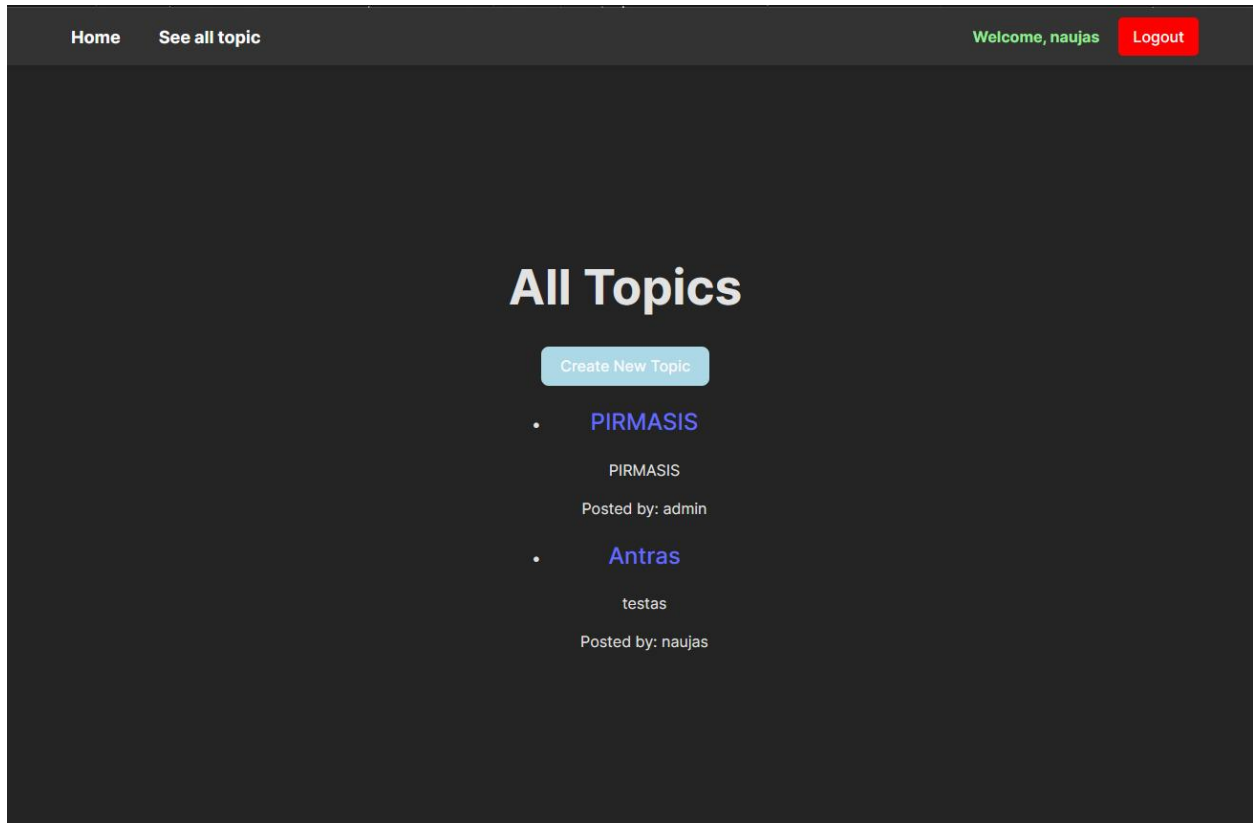 Home See all topic Welcome, naujas Logout
All Topics
Create New Topic
PIRMASIS
PIRMASIS
Posted by: admin
Antras
testas
Posted by: naujas